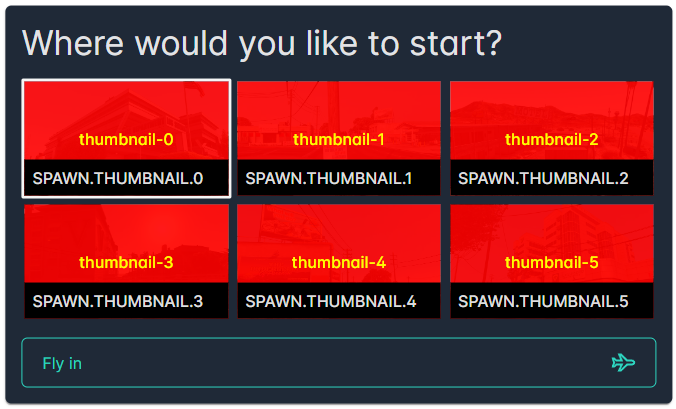 Where would you like to start?
thumbnail-0
thumbnail-1
thumbnail-2
SPAWN.THUMBNAIL.0
SPAWN.THUMBNAIL.1
SPAWN.THUMBNAIL.2
thumbnail-3
thumbnail-4
thumbnail-5
SPAWN.THUMBNAIL.3
SPAWN.THUMBNAIL.4
SPAWN.THUMBNAIL.5
Fly in